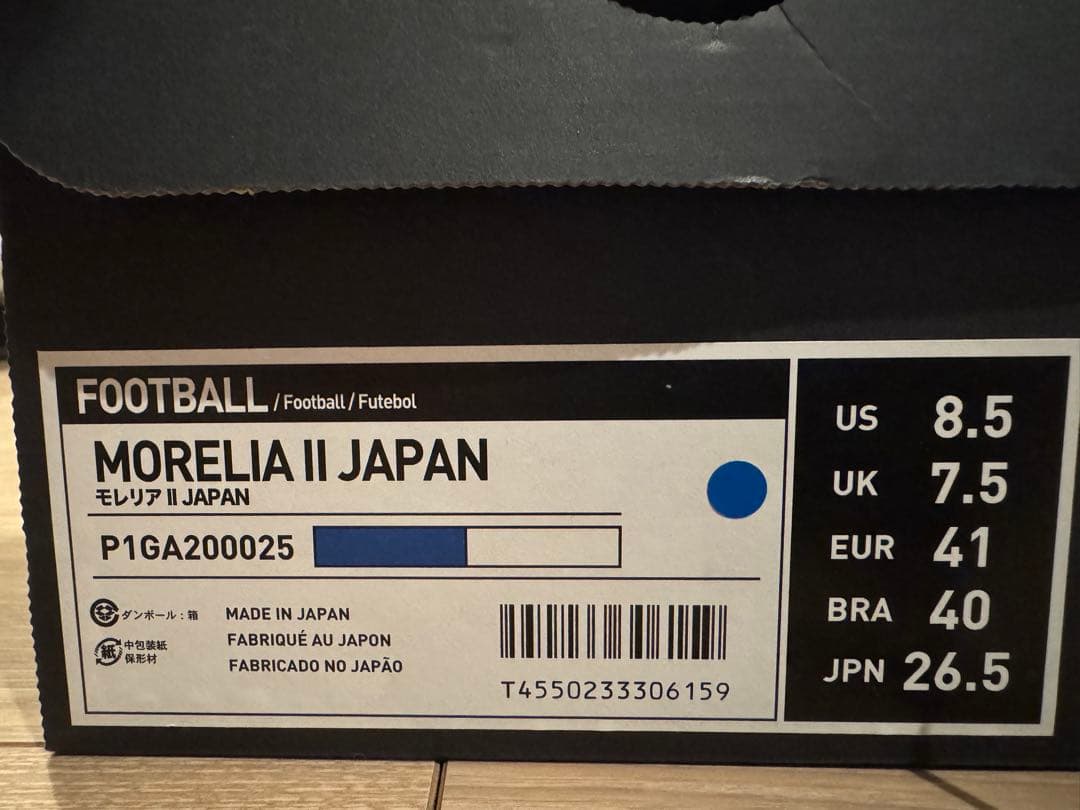 FOOTBALL / Football / Futebol
MORELIA II JAPAN
モレリア II JAPAN
P1GA200025
ダンボール：箱
紙
中包装紙
保形材
MADE IN JAPAN
FABRIQUÉ AU JAPON
FABRICADO NO JAPÃO
T4550233306159
US 8.5
UK 7.5
EUR 41
BRA 40
JPN 26.5